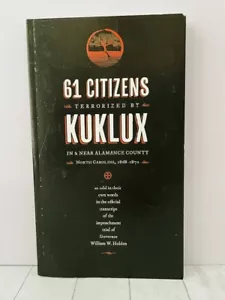 61 CITIZENS
TERRORIZED BY
KUKLUX
IN & NEAR ALAMANCE COUNTY
NORTH CAROLINA, 1868-1871
as told in their
own words
in the official
transcript
of the
impeachment
trial of
Governor
William W. Holden